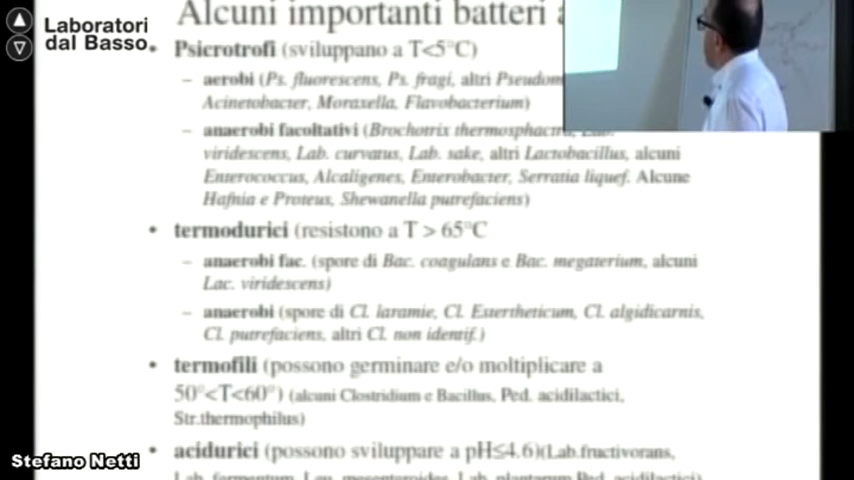 Laboratori
dal Basso
Alcuni importanti batteri
• Psicrotrofi (sviluppano a T<5°C)
– aerobi (Ps. fluorescens, Ps. fragi, altri Pseudom
Acinetobacter, Moraxella, Flavobacterium)
– anaerobi facoltativi (Brochotrix thermosphacta, Lab.
viridescens, Lab. curvatus, Lab. sake, altri Lactobacillus, alcuni
Enterococcus, Alcaligenes, Enterobacter, Serratia liquef. Alcune
Hafnia e Proteus, Shewanella putrefaciens)
• termodurici (resistono a T > 65°C
– anaerobi fac. (spore di Bac. coagulans e Bac. megaterium, alcuni
Lac. viridescens)
– anaerobi (spore di Cl. laramie, Cl. Estertheticum, Cl. algidicarnis,
Cl. putrefaciens, altri Cl. non identif.)
• termofili (possono germinare e/o moltiplicare a
50°<T<60°) (alcuni Clostridium e Bacillus, Ped. acidilactici,
Str.thermophilus)
• acidurici (possono sviluppare a pH≤4.6)(Lab.fructivorans,
Stefano Netti